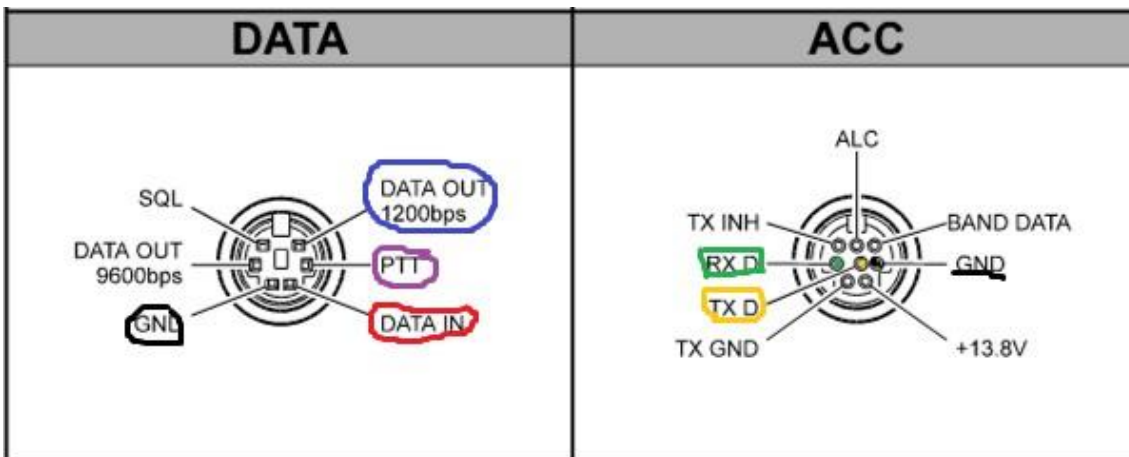 DATA
ACC
SQL
DATA OUT
1200bps
DATA OUT
9600bps
PTT
GND
DATA IN
ALC
TX INH
BAND DATA
RX D
GND
TX D
TX GND
+13.8V